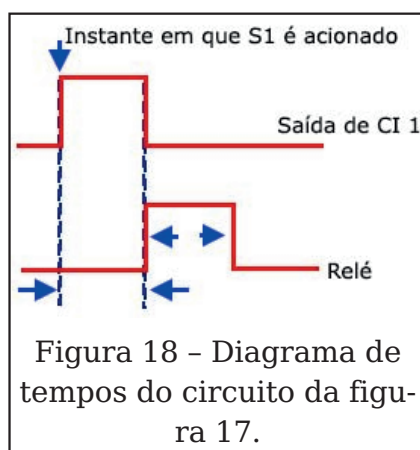 Instante em que S1 é acionado
Saída de CI 1
Relé
Figura 18 – Diagrama de
tempos do circuito da figu-
ra 17.